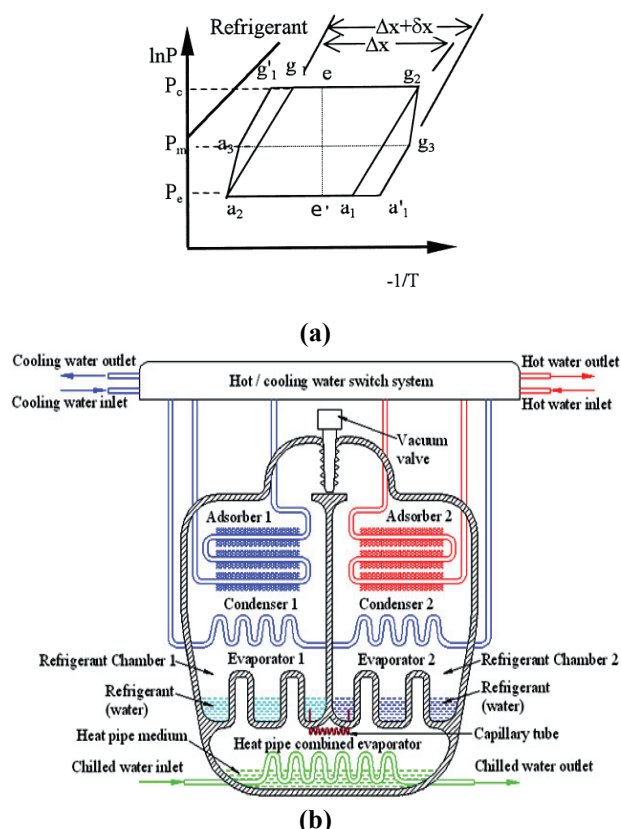 Refrigerant
Δx+δx
Δx
lnP
g'₁ g₁ e g₂
P_c
P_m a₃ g₃
P_e
a₂ e' a₁ a'₁
-1/T
(a)
Cooling water outlet
Hot water outlet
Hot / cooling water switch system
Cooling water inlet
Hot water inlet
Vacuum
valve
Adsorber 1 Adsorber 2
Condenser 1 Condenser 2
Refrigerant Chamber 1 Evaporator 1 Evaporator 2 Refrigerant Chamber 2
Refrigerant
(water)
Refrigerant
(water)
Heat pipe medium
Capillary tube
Heat pipe combined evaporator
Chilled water inlet Chilled water outlet
(b)